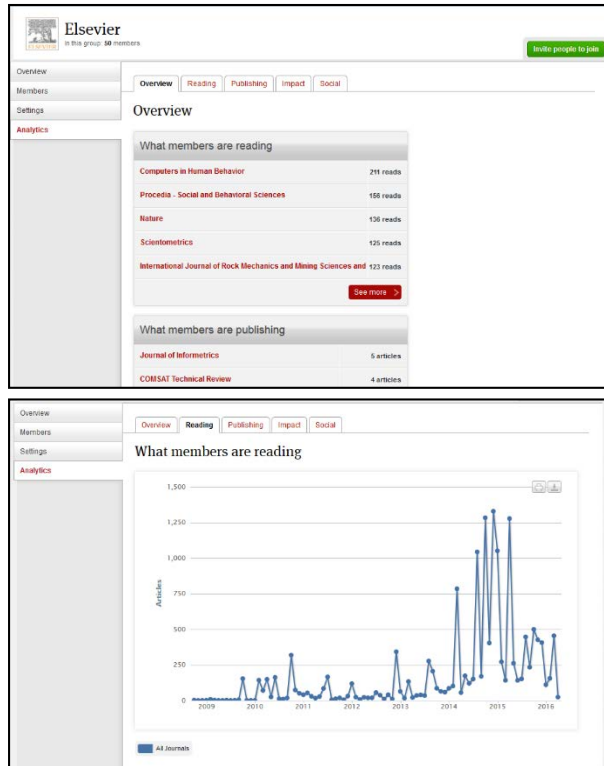 ELSEVIER
Elsevier
In this group: 50 members
Invite people to join
Overview
Members
Settings
Analytics
Overview Reading Publishing Impact Social
Overview
What members are reading
Computers in Human Behavior 211 reads
Procedia - Social and Behavioral Sciences 156 reads
Nature 136 reads
Scientometrics 125 reads
International Journal of Rock Mechanics and Mining Sciences and 123 reads
See more
What members are publishing
Journal of Informetrics 5 articles
COMSAT Technical Review 4 articles
Overview
Members
Settings
Analytics
Overview Reading Publishing Impact Social
What members are reading
1,500
1,250
1,000
750
500
250
0
Articles
2009 2010 2011 2012 2013 2014 2015 2016
All Journals